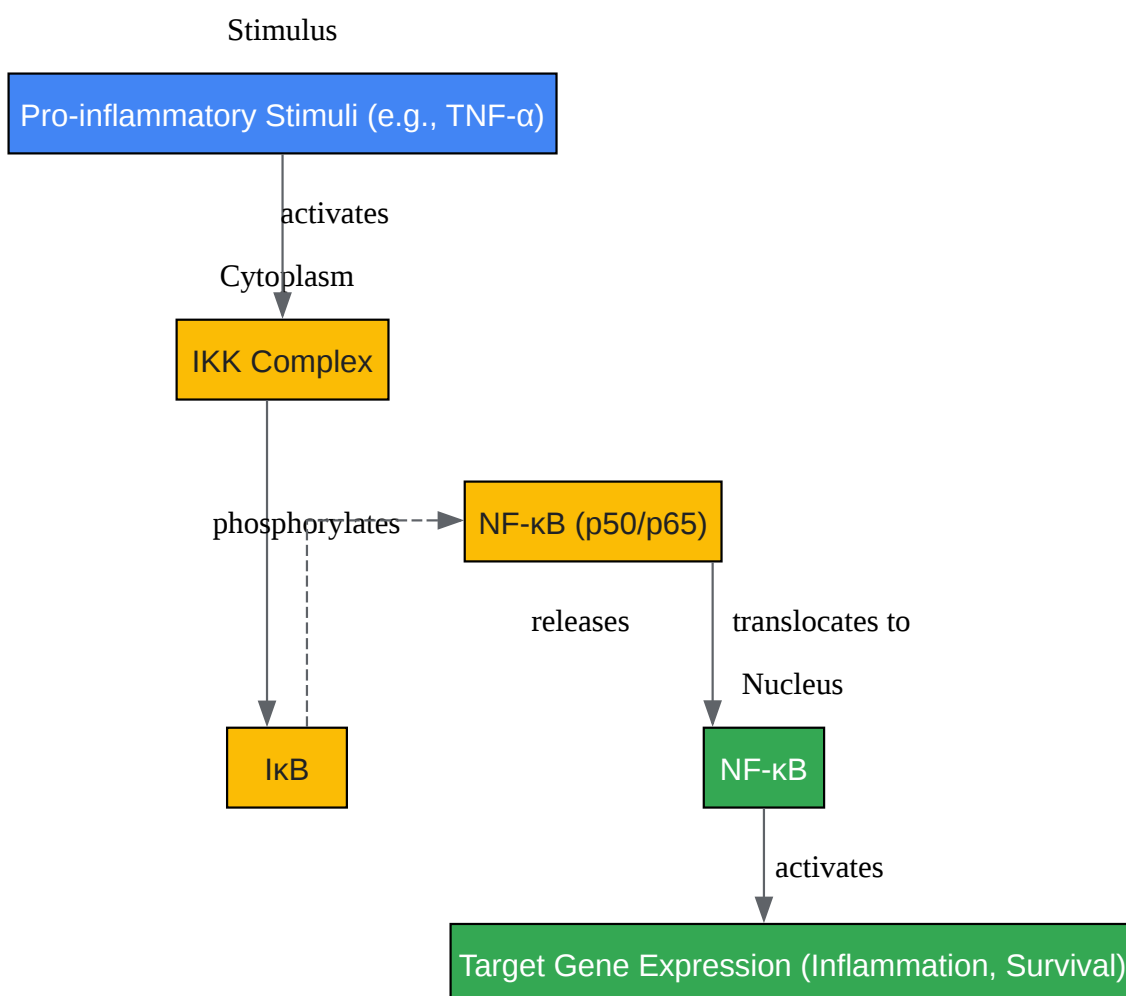 Stimulus
Pro-inflammatory Stimuli (e.g., TNF-α)
activates
Cytoplasm
IKK Complex
phosphorylates
NF-κB (p50/p65)
releases
translocates to
Nucleus
IκB
NF-κB
activates
Target Gene Expression (Inflammation, Survival)